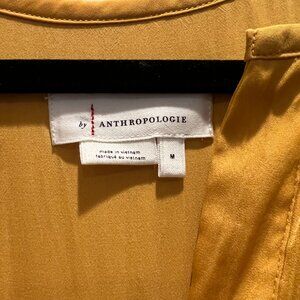 by ANTHROPOLOGIE
made in vietnam
fabriqué au vietnam
M